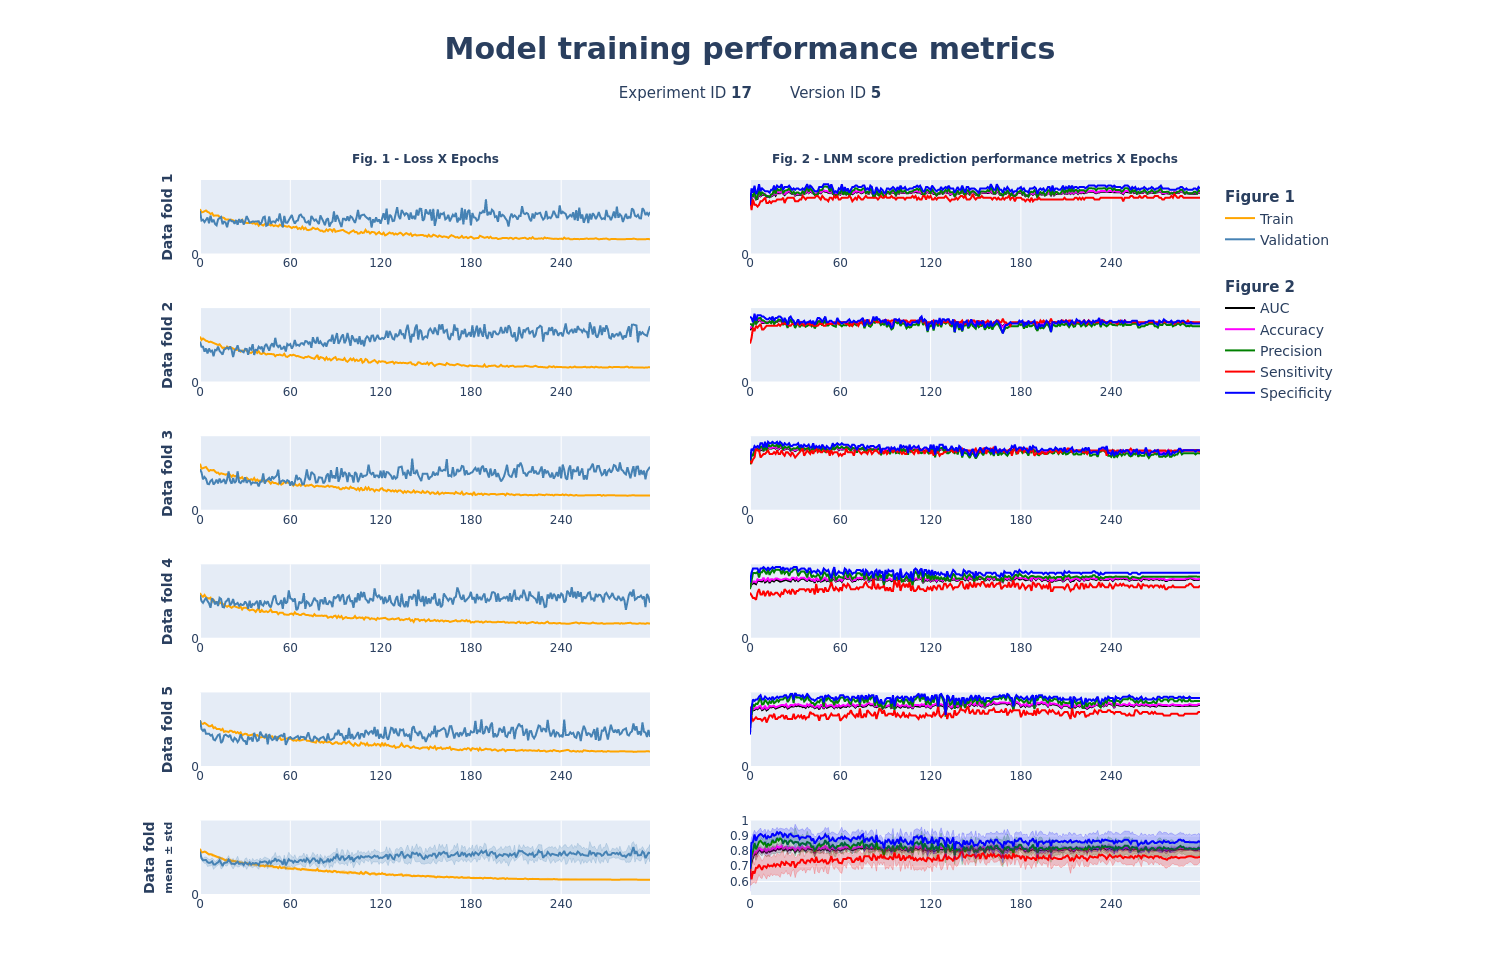 Model training performance metrics
Experiment ID 17 Version ID 5
Fig. 1 - Loss X Epochs
Fig. 2 - LNM score prediction performance metrics X Epochs
Data fold 1
0
0 60 120 180 240
0
0 60 120 180 240
Data fold 2
0
0 60 120 180 240
0
0 60 120 180 240
Data fold 3
0
0 60 120 180 240
0
0 60 120 180 240
Data fold 4
0
0 60 120 180 240
0
0 60 120 180 240
Data fold 5
0
0 60 120 180 240
0
0 60 120 180 240
Data fold
mean ± std
0
0 60 120 180 240
1
0.9
0.8
0.7
0.6
0 60 120 180 240
Figure 1
Train
Validation
Figure 2
AUC
Accuracy
Precision
Sensitivity
Specificity